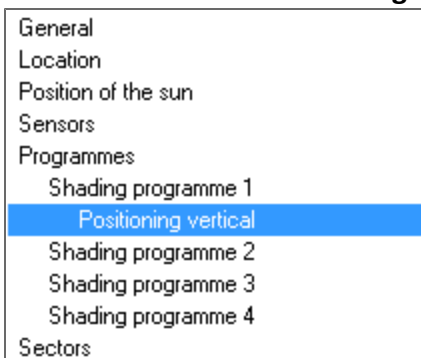 General
Location
Position of the sun
Sensors
Programmes
Shading programme 1
Positioning vertical
Shading programme 2
Shading programme 3
Shading programme 4
Sectors